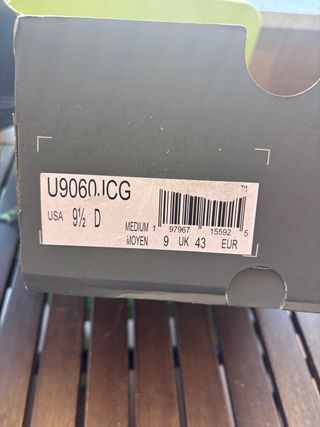 U9060JCG
USA 9½ D
MEDIUM 1 97967 15592 5
MOYEN 9 UK 43 EUR